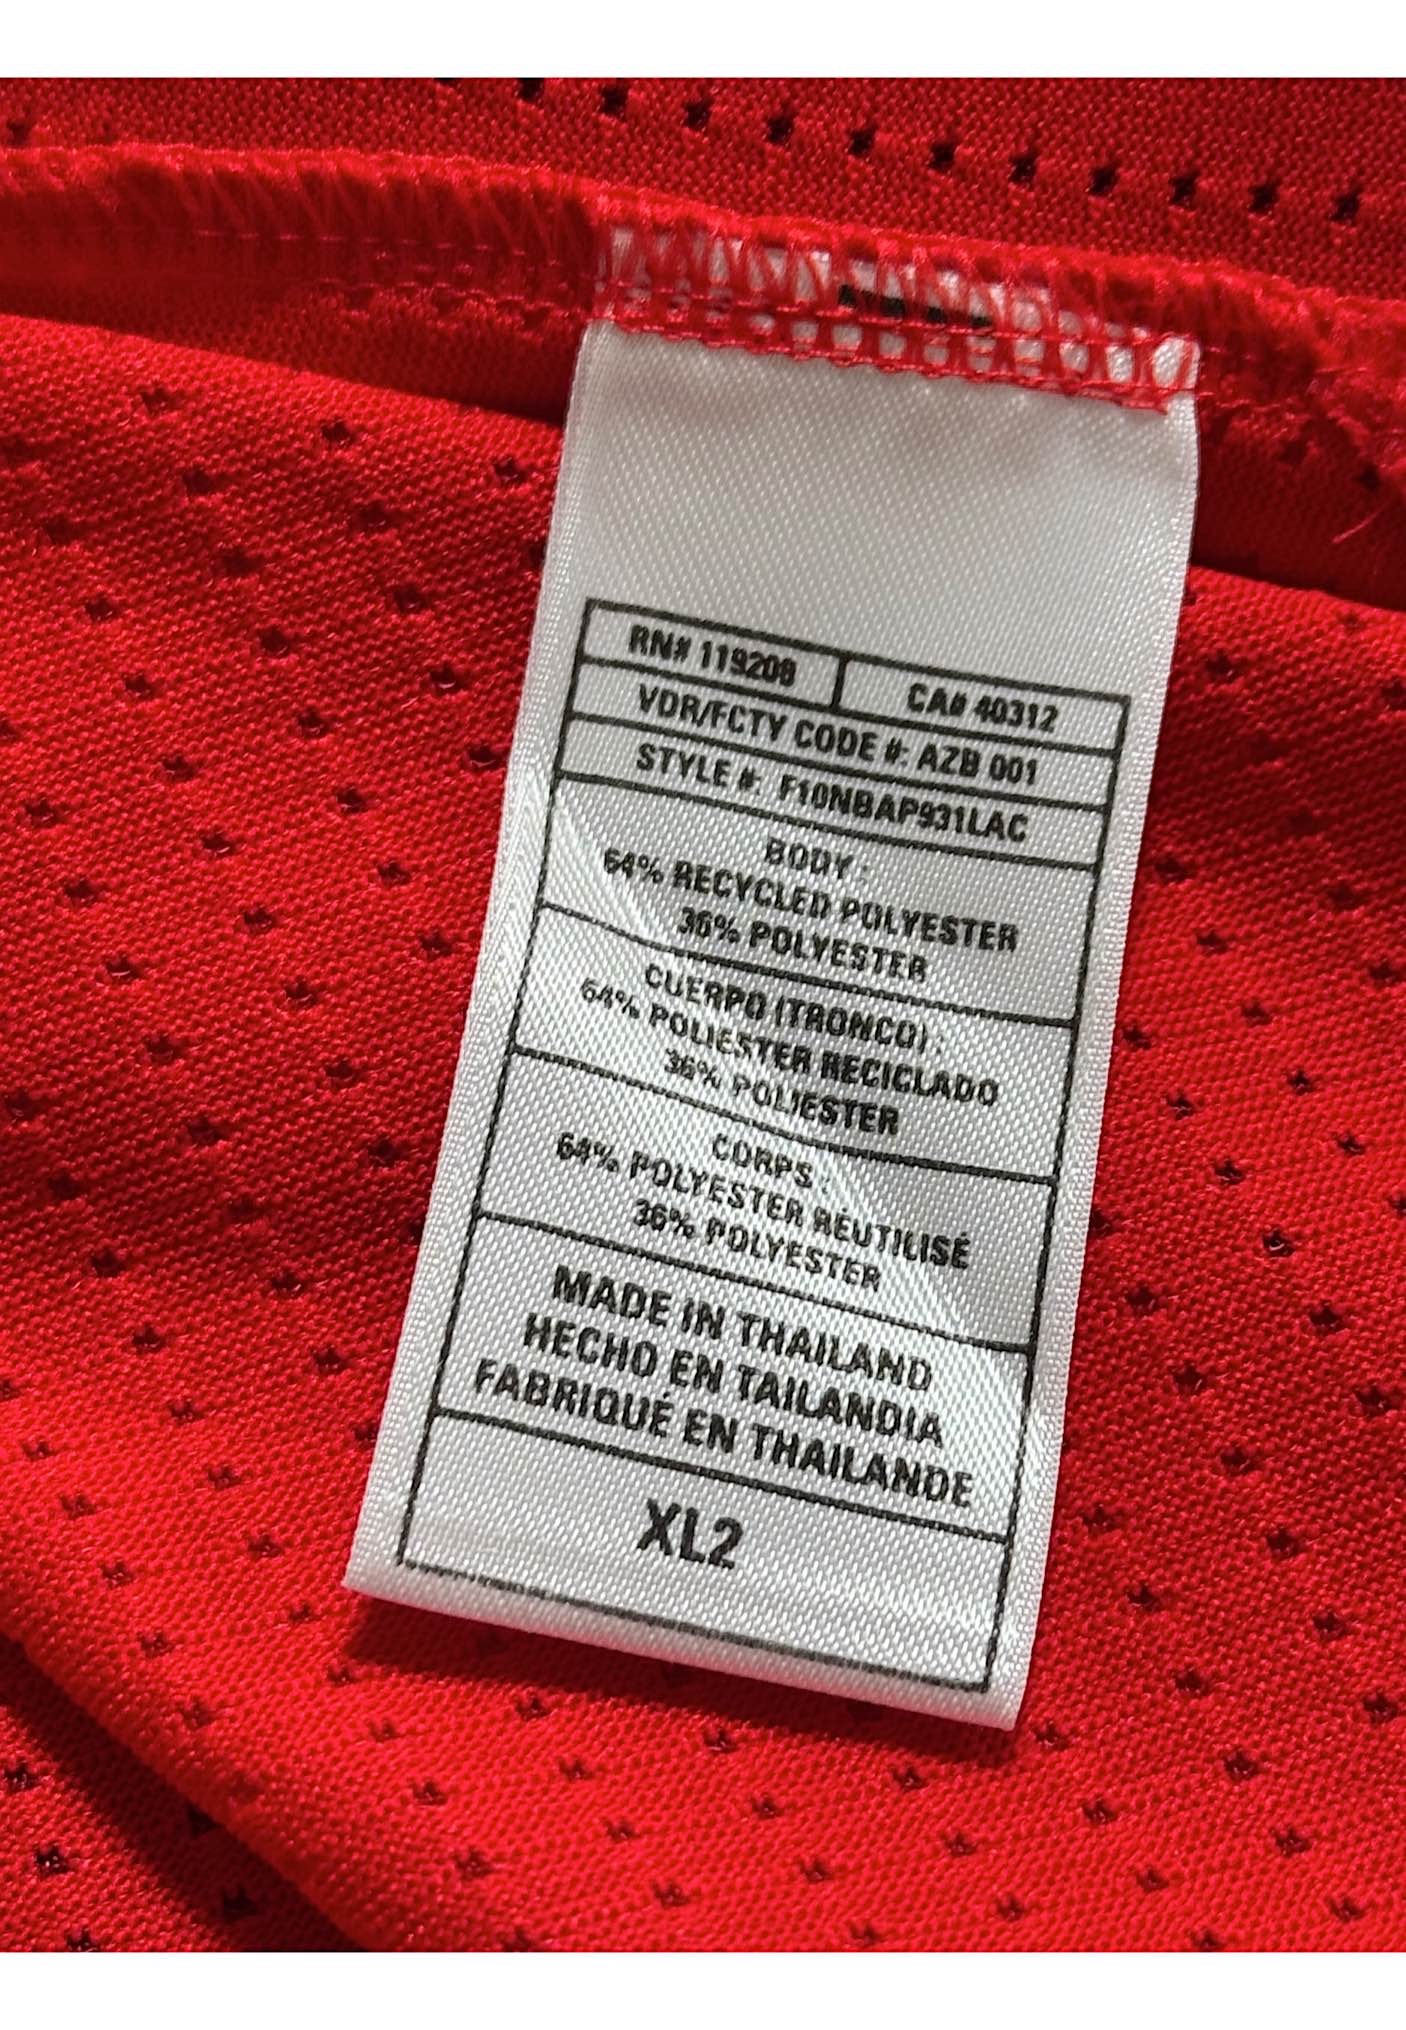 RN# 119208 CA# 40312
VDR/FCTY CODE #: AZB 001
STYLE #: F10NBAP931LAC
BODY:
64% RECYCLED POLYESTER
36% POLYESTER
CUERPO (TRONCO):
64% POLIESTER RECICLADO
36% POLIESTER
CORPS:
64% POLYESTER RÉUTILISÉ
36% POLYESTER
MADE IN THAILAND
HECHO EN TAILANDIA
FABRIQUÉ EN THAILANDE
XL2